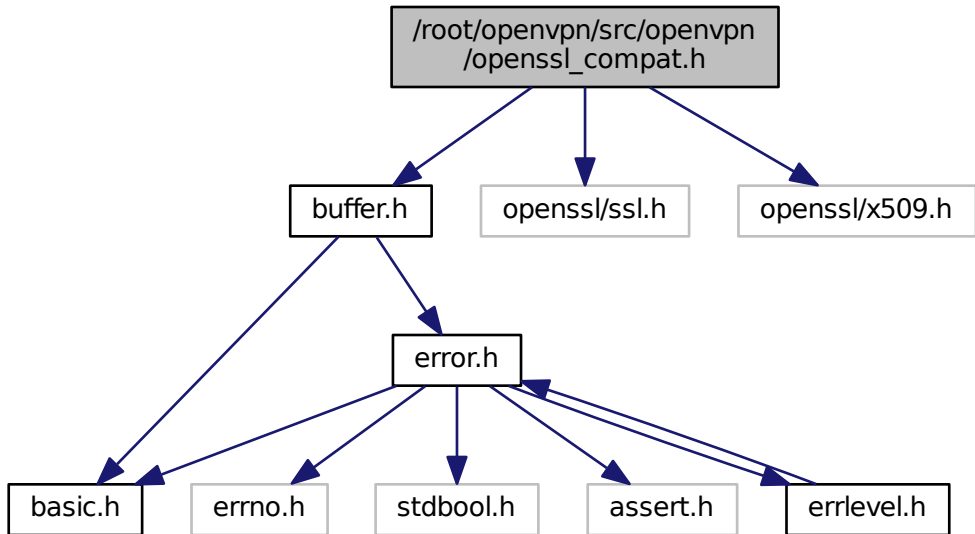 /root/openvpn/src/openvpn
/openssl_compat.h
buffer.h
openssl/ssl.h
openssl/x509.h
error.h
basic.h
errno.h
stdbool.h
assert.h
errlevel.h